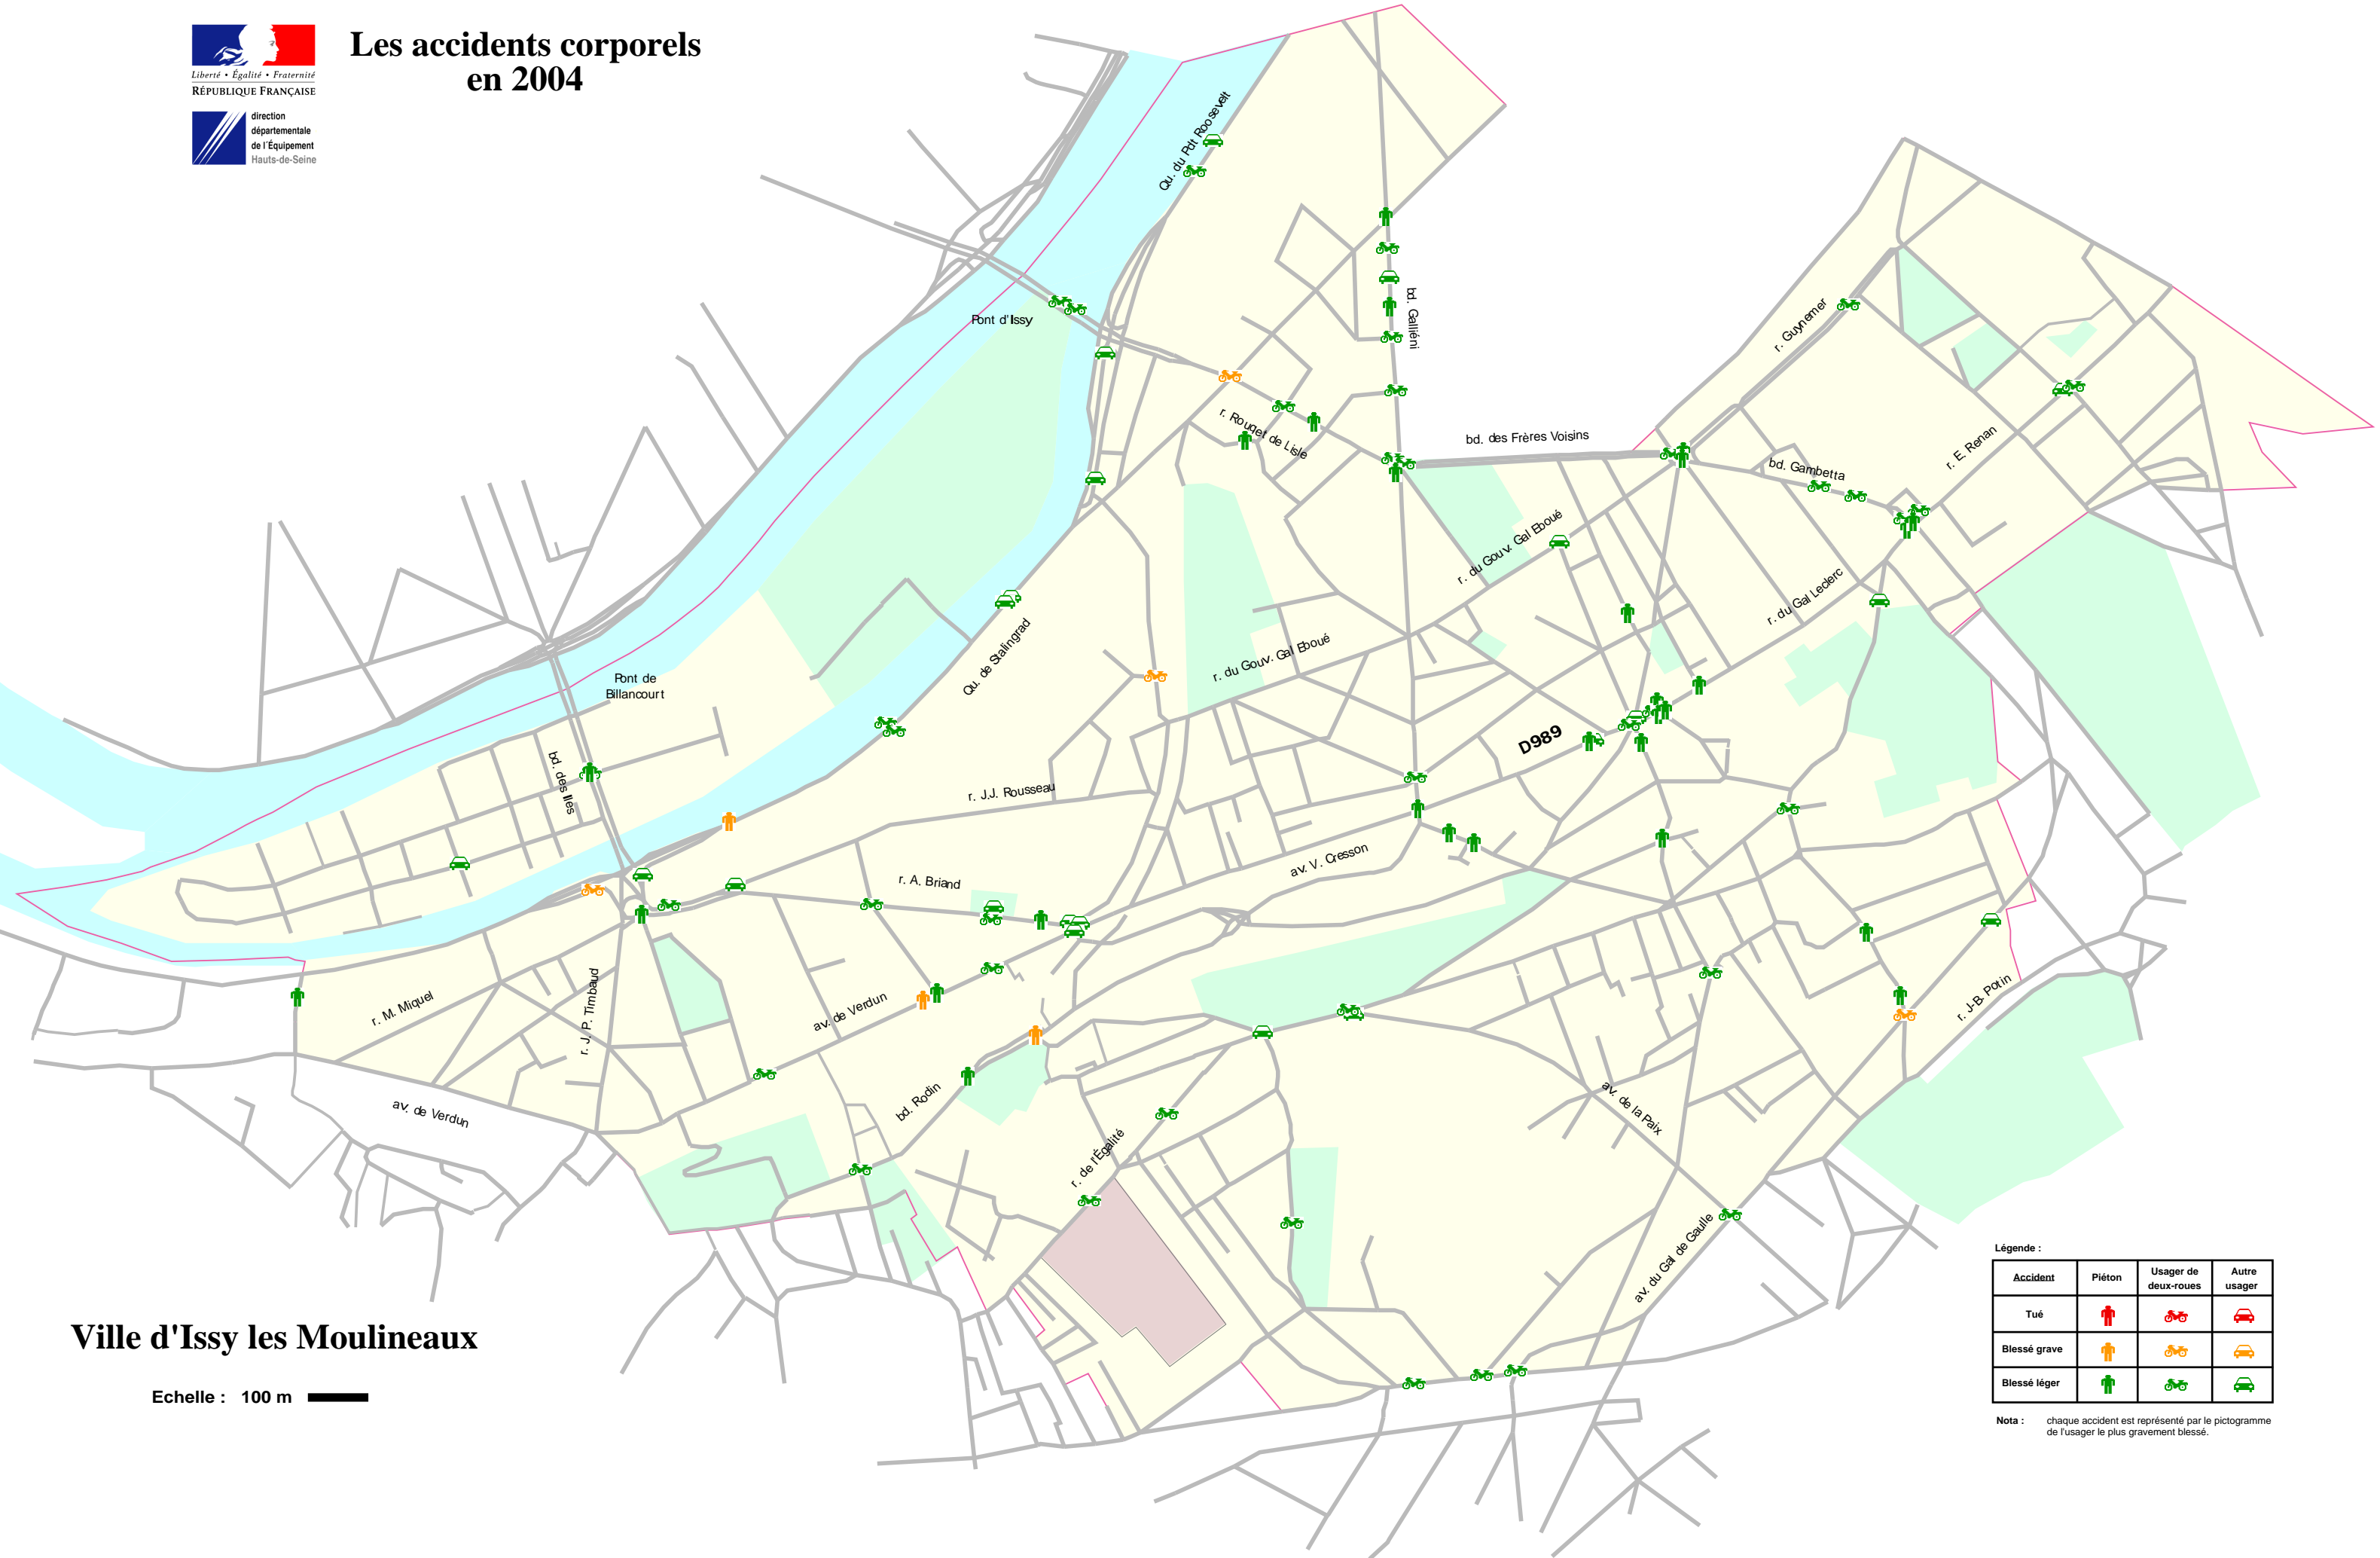 Liberté • Égalité • Fraternité
RÉPUBLIQUE FRANÇAISE
direction
départementale
de l'Équipement
Hauts-de-Seine
Les accidents corporels
en 2004
Qu. du Pdt Roosevelt
Pont d'Issy
bd. Galliéni
r. Guynemer
r. Rouget de Lisle
bd. des Frères Voisins
bd. Gambetta
r. E. Renan
r. du Gouv. Gal Eboué
r. du Gal Leclerc
Qu. de Stalingrad
r. du Gouv. Gal Eboué
Pont de
Billancourt
D989
bd. des Iles
r. J.J. Rousseau
av. V. Cresson
r. A. Briand
r. M. Miquel
r. J. P. Timbaud
av. de Verdun
r. J-B. Potin
av. de Verdun
bd. Rodin
av. de la Paix
r. de l'Égalité
av. du Gal de Gaulle
Ville d'Issy les Moulineaux
Echelle : 100 m
Légende :
Accident Piéton Usager de deux-roues Autre usager
Tué
Blessé grave
Blessé léger
Nota : chaque accident est représenté par le pictogramme
de l'usager le plus gravement blessé.